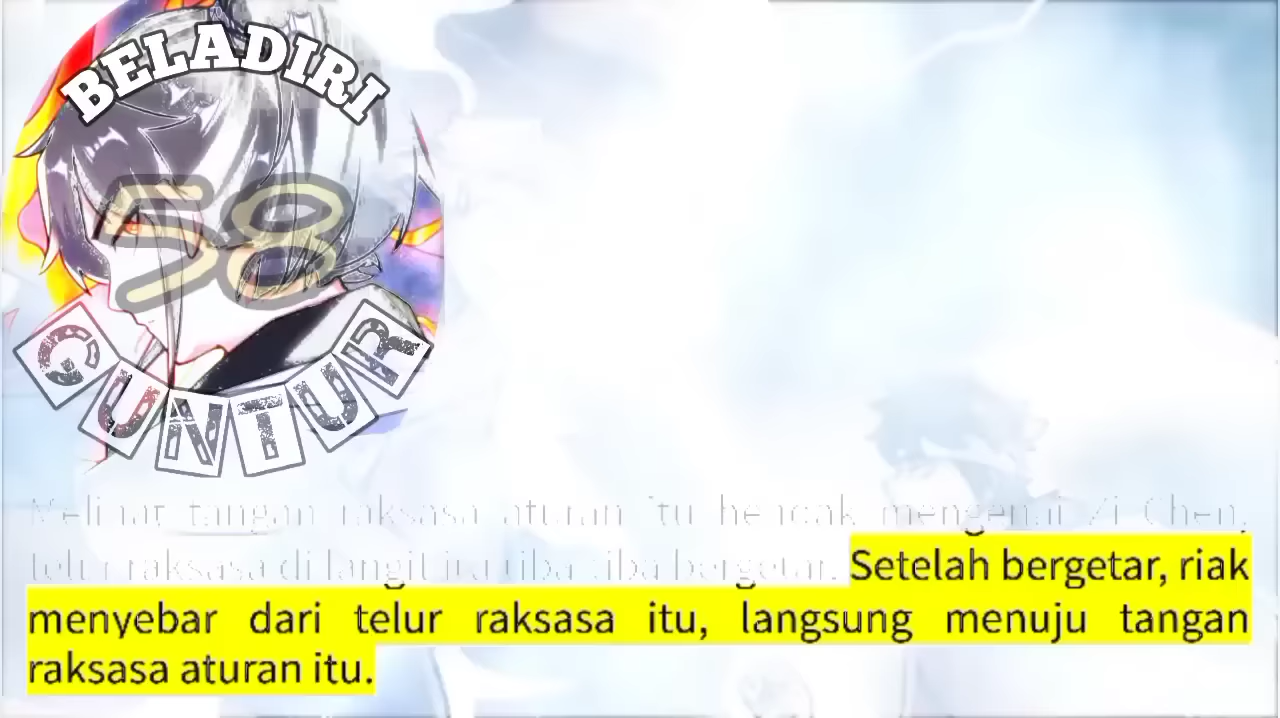 BELADIRI
58
GUNTUR
Melihat tangan raksasa aturan itu hendak mengenai Zi Chen,
telur raksasa di langit itu tiba-tiba bergetar. Setelah bergetar, riak
menyebar dari telur raksasa itu, langsung menuju tangan
raksasa aturan itu.